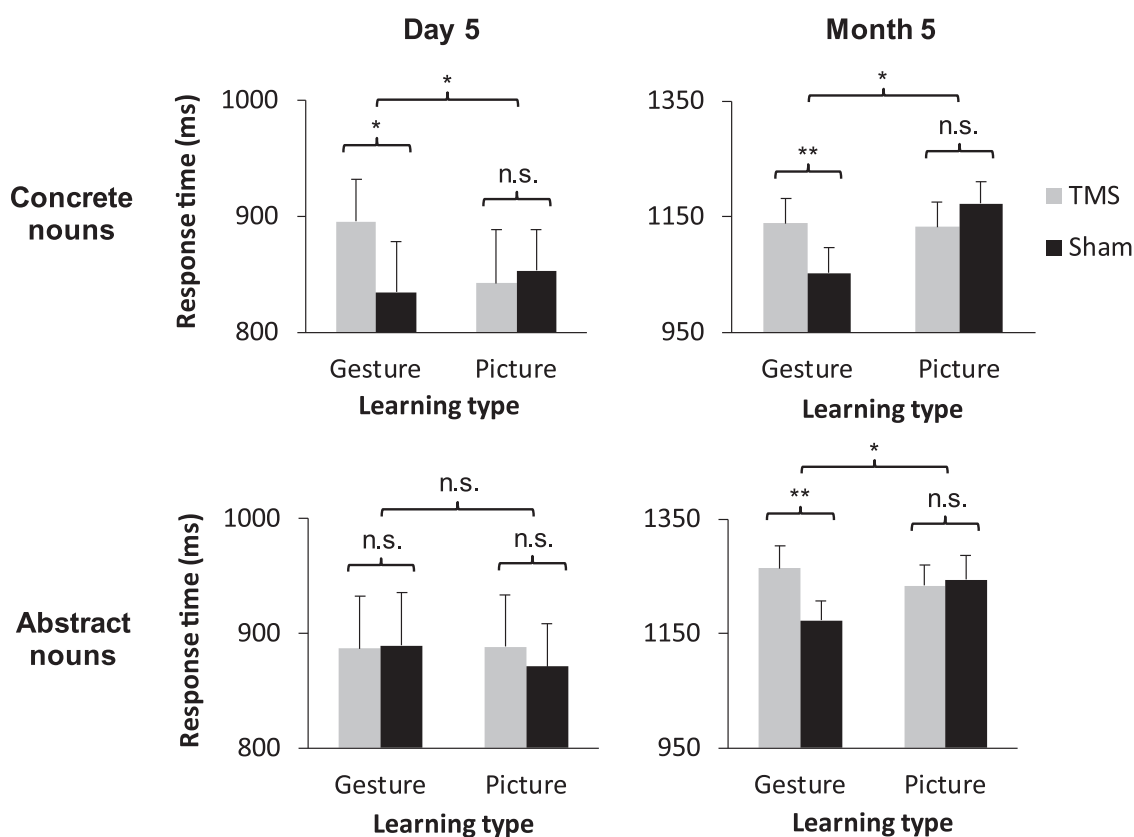 Day 5
Month 5
Concrete
nouns
Response time (ms)
1000
900
800
*
*
n.s.
Gesture
Picture
Learning type
1350
1150
950
*
**
n.s.
Gesture
Picture
Learning type
TMS
Sham
Abstract
nouns
Response time (ms)
1000
900
800
n.s.
n.s.
n.s.
Gesture
Picture
Learning type
1350
1150
950
*
**
n.s.
Gesture
Picture
Learning type